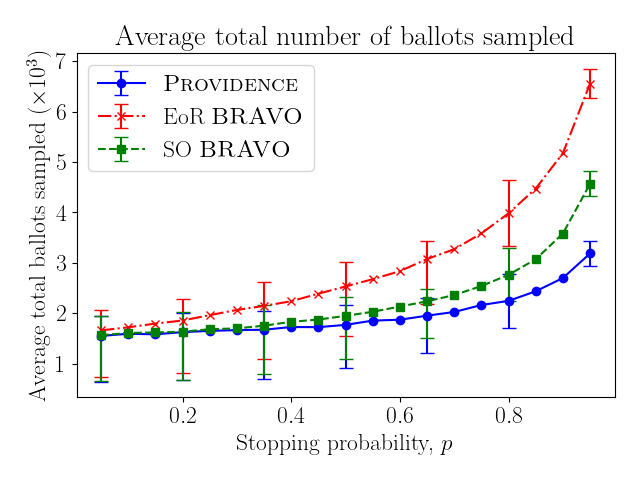 Average total number of ballots sampled
Average total ballots sampled (×10³)
7
6
5
4
3
2
1
PROVIDENCE
EoR BRAVO
SO BRAVO
0.2 0.4 0.6 0.8
Stopping probability, p